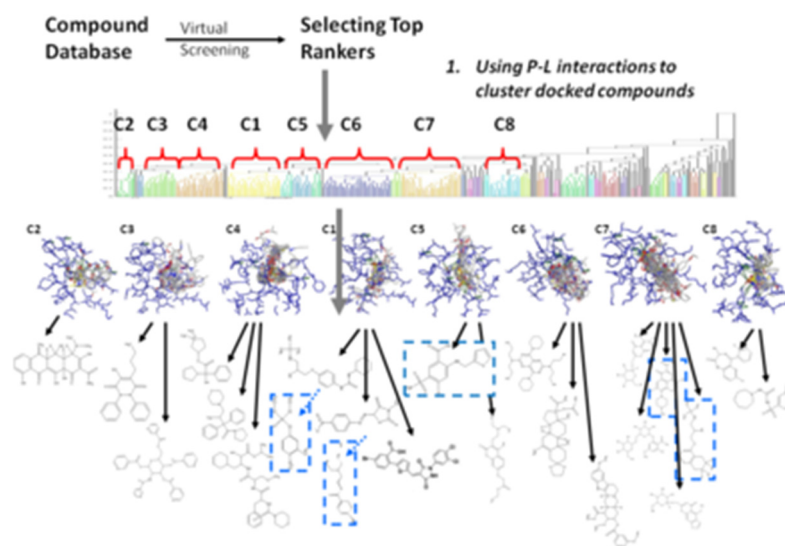 Compound
Database
Virtual
Screening
Selecting Top
Rankers
1. Using P-L interactions to
cluster docked compounds
C2 C3 C4 C1 C5 C6 C7 C8
C2 C3 C4 C1 C5 C6 C7 C8